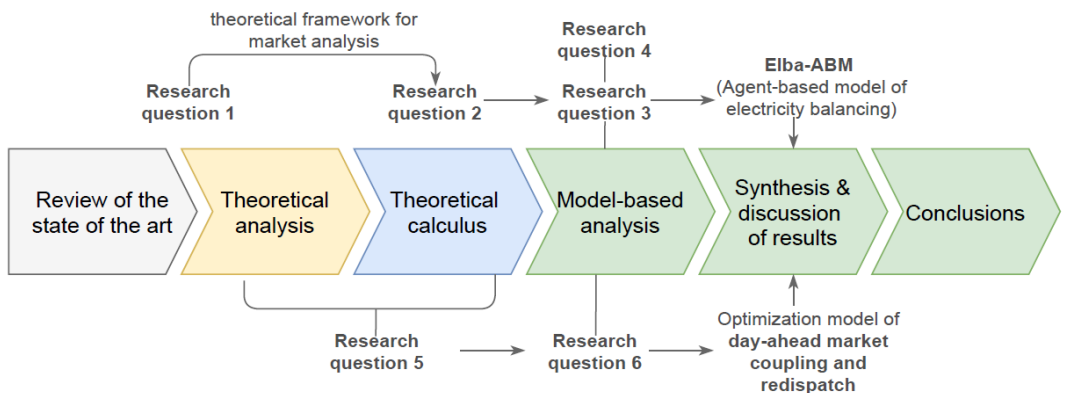 theoretical framework for
market analysis
Research
question 1
Research
question 2
Research
question 4
Research
question 3
Elba-ABM
(Agent-based model of
electricity balancing)
Review of the
state of the art
Theoretical
analysis
Theoretical
calculus
Model-based
analysis
Synthesis &
discussion
of results
Conclusions
Research
question 5
Research
question 6
Optimization model of
day-ahead market
coupling and
redispatch